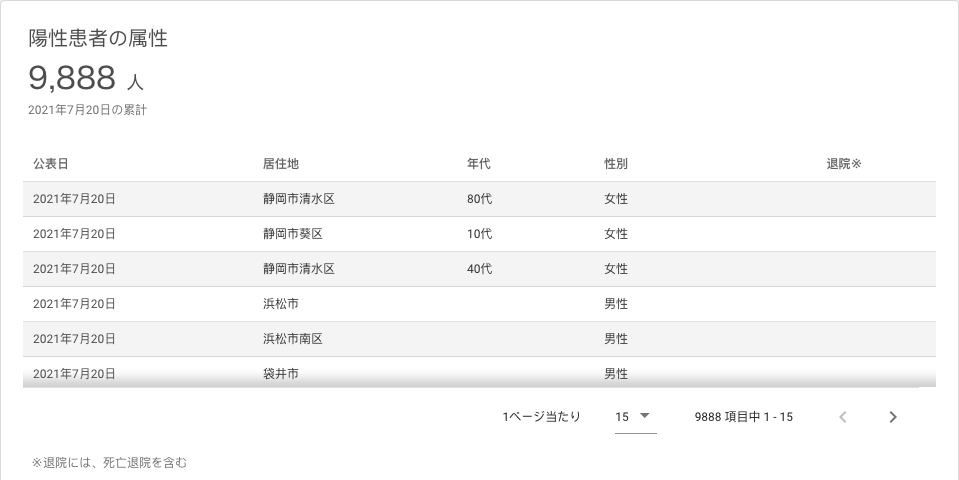 陽性患者の属性
9,888 人
2021年7月20日の累計
公表日 居住地 年代 性別 退院※
2021年7月20日 静岡市清水区 80代 女性
2021年7月20日 静岡市葵区 10代 女性
2021年7月20日 静岡市清水区 40代 女性
2021年7月20日 浜松市 男性
2021年7月20日 浜松市南区 男性
2021年7月20日 袋井市 男性
1ページ当たり 15 9888 項目中 1 - 15
※退院には、死亡退院を含む